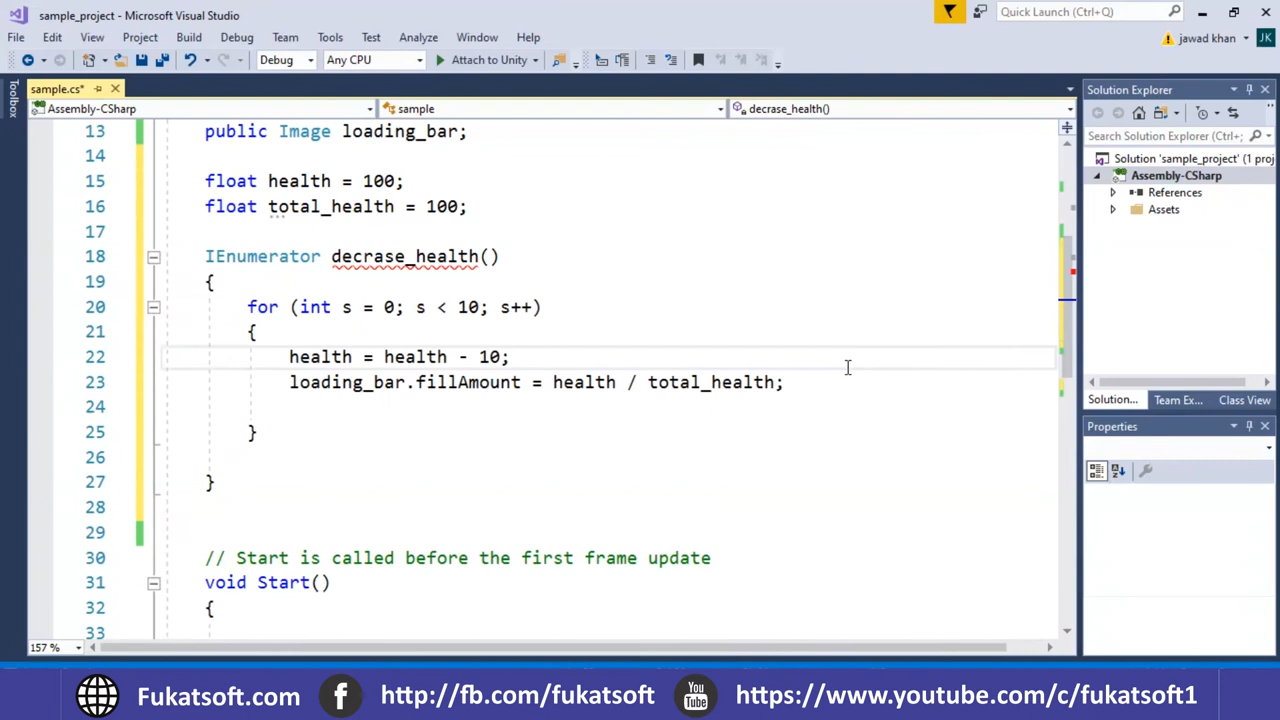 sample_project - Microsoft Visual Studio
Quick Launch (Ctrl+Q)
File Edit View Project Build Debug Team Tools Test Analyze Window Help
jawad khan JK
Debug Any CPU Attach to Unity
Toolbox
sample.cs*
Assembly-CSharp sample decrase_health()
13 public Image loading_bar;
14
15 float health = 100;
16 float total_health = 100;
17
18 IEnumerator decrase_health()
19 {
20 for (int s = 0; s < 10; s++)
21 {
22 health = health - 10;
23 loading_bar.fillAmount = health / total_health;
24
25 }
26
27 }
28
29
30 // Start is called before the first frame update
31 void Start()
32 {
33
157 %
Solution Explorer
Search Solution Explorer (Ctrl+;
Solution 'sample_project' (1 proj
Assembly-CSharp
References
Assets
Solution... Team Ex... Class View
Properties
Fukatsoft.com http://fb.com/fukatsoft https://www.youtube.com/c/fukatsoft1